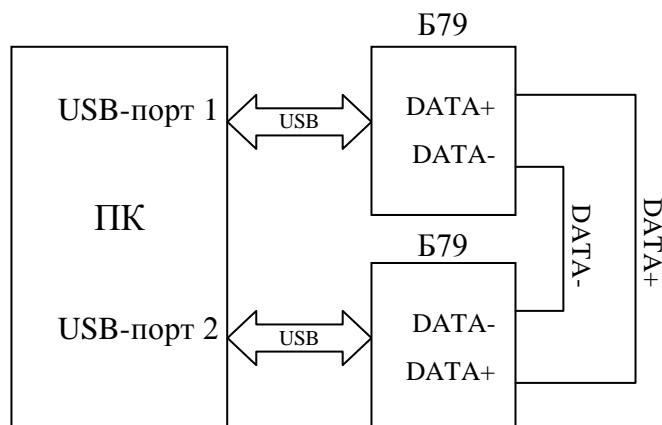 Б79
USB-порт 1
USB
DATA+
DATA-
ПК
DATA-
DATA+
Б79
USB-порт 2
USB
DATA-
DATA+